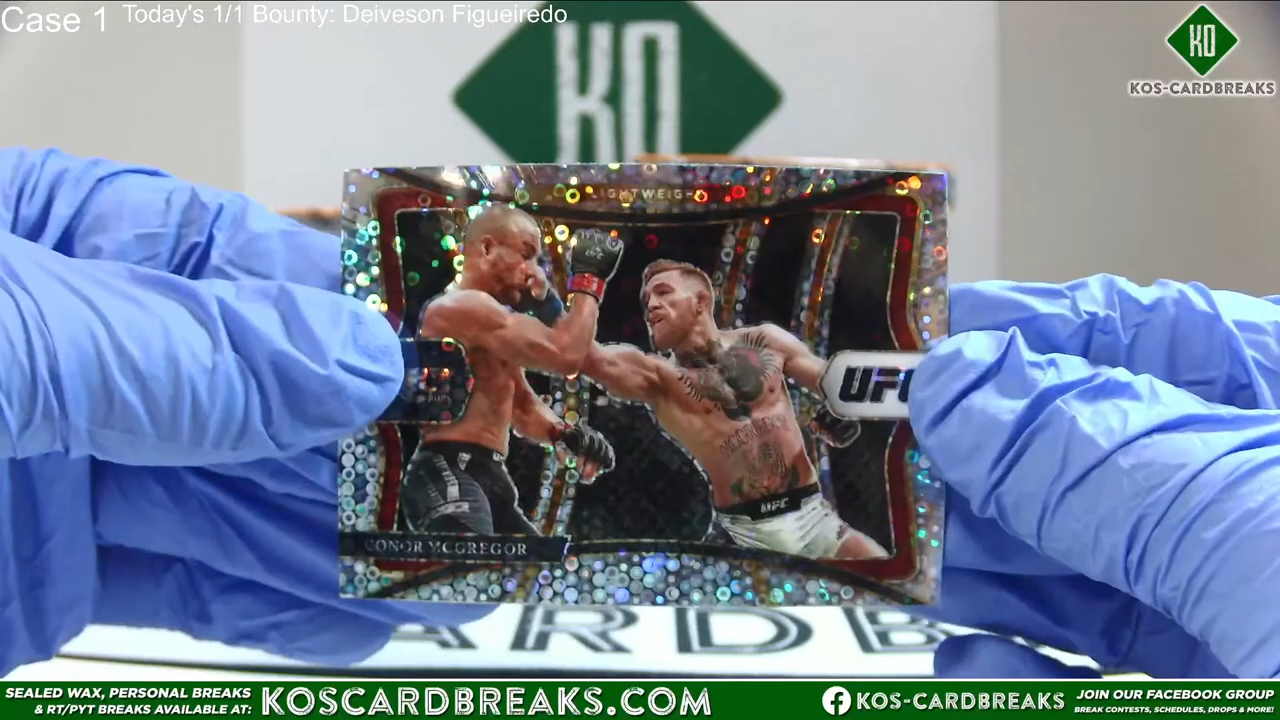 Case 1
Today's 1/1 Bounty: Deiveson Figueiredo
KO
KO
KOS-CARDBREAKS
LIGHTWEIGH
UFC
MCGREGOR
UFC
CONOR MCGREGOR
ARDB
SEALED WAX, PERSONAL BREAKS
& RT/PYT BREAKS AVAILABLE AT:
KOSCARDBREAKS.COM
KOS-CARDBREAKS
JOIN OUR FACEBOOK GROUP
BREAK CONTESTS, SCHEDULES, DROPS & MORE!